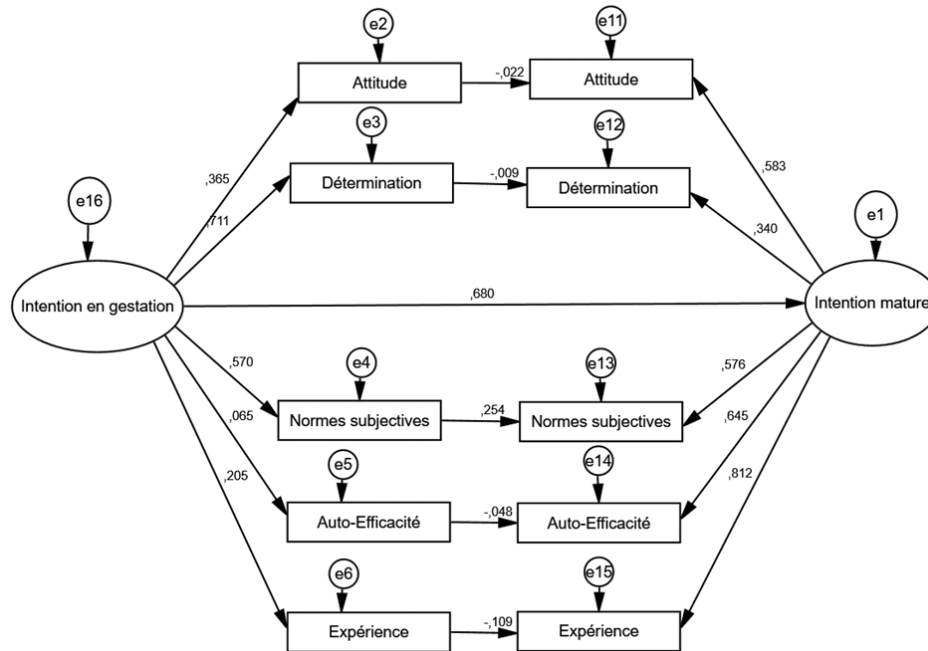 e2
e11
Attitude
-,022
Attitude
e3
e12
Détermination
-,009
Détermination
,365
,583
e16
,711
,340
e1
Intention en gestation
,680
Intention mature
,570
e4
e13
,576
Normes subjectives
,254
Normes subjectives
,065
,645
e5
e14
,205
,812
Auto-Efficacité
-,048
Auto-Efficacité
e6
e15
Expérience
-,109
Expérience